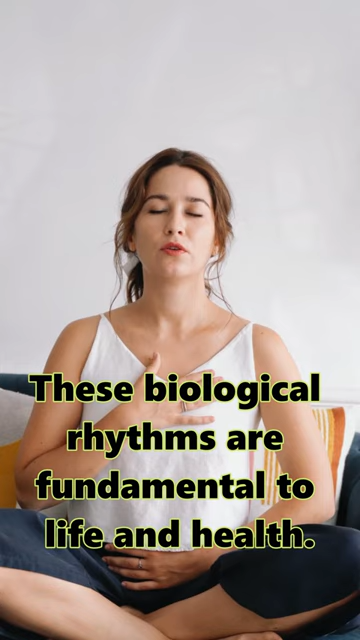 These biological
rhythms are
fundamental to
life and health.